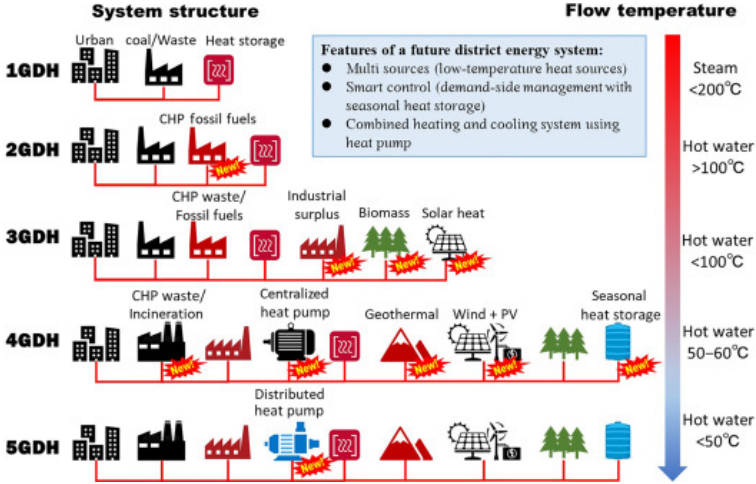 System structure
Flow temperature
Urban
coal/Waste
Heat storage
1GDH
Features of a future district energy system:
● Multi sources (low-temperature heat sources)
● Smart control (demand-side management with
seasonal heat storage)
● Combined heating and cooling system using
heat pump
Steam
<200℃
CHP fossil fuels
2GDH
New!
Hot water
>100℃
CHP waste/
Fossil fuels
Industrial
surplus
Biomass
Solar heat
3GDH
New!
New!
New!
Hot water
<100℃
CHP waste/
Incineration
Centralized
heat pump
Geothermal
Wind + PV
Seasonal
heat storage
4GDH
New!
New!
New!
New!
New!
Hot water
50–60℃
Distributed
heat pump
5GDH
New!
Hot water
<50℃